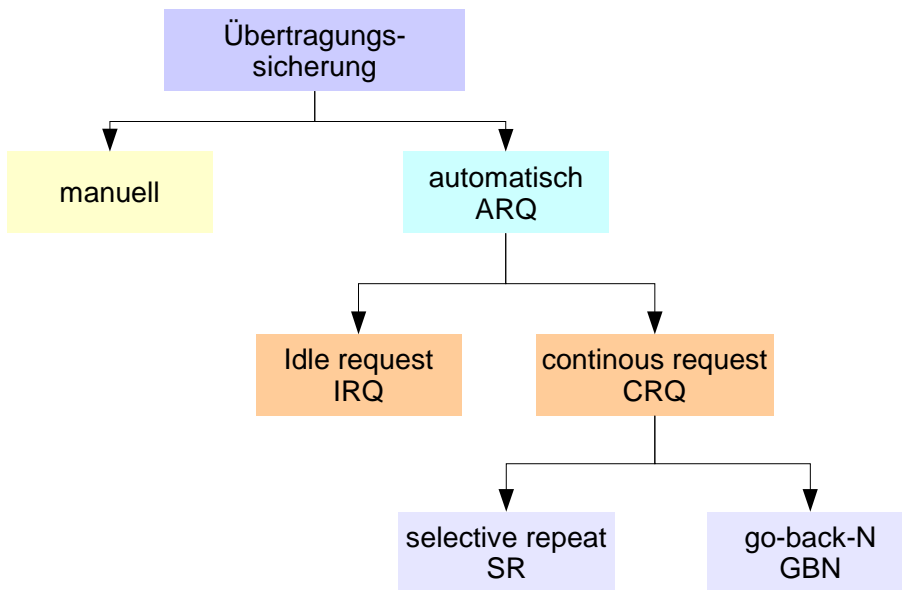 Übertragungs-
sicherung
manuell
automatisch
ARQ
Idle request
IRQ
continous request
CRQ
selective repeat
SR
go-back-N
GBN